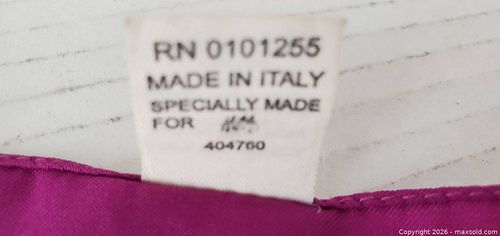 RN 0101255
MADE IN ITALY
SPECIALLY MADE
FOR
404760
Copyright 2026 - maxsold.com